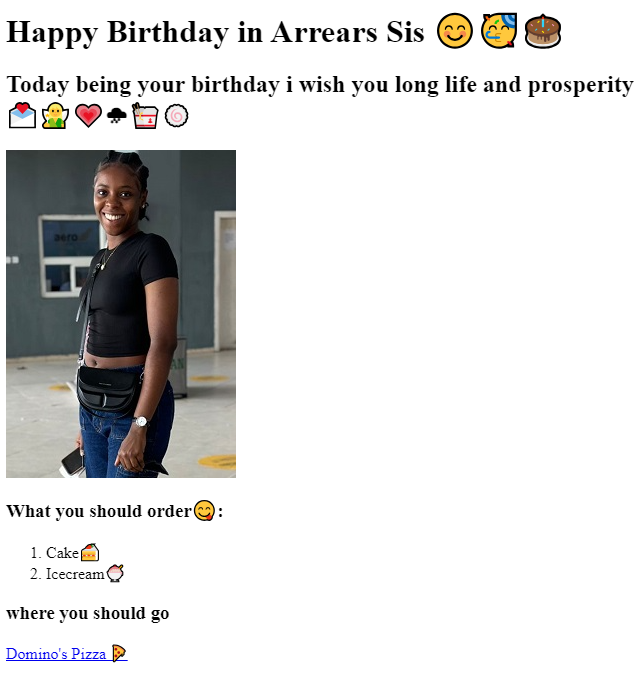 Happy Birthday in Arrears Sis 😊🥳🎂
Today being your birthday i wish you long life and prosperity
💌💁‍♂️💗🌨🥡🍥
aero
What you should order😋:
1. Cake🍰
2. Icecream🍧
where you should go
Domino's Pizza 🍕